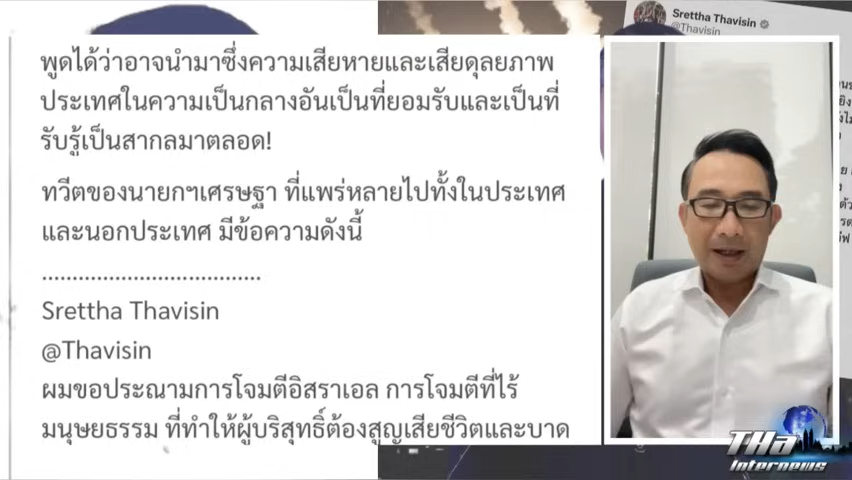 พูดได้ว่าอาจนำมาซึ่งความเสียหายและเสียดุลยภาพ
ประเทศในความเป็นกลางอันเป็นที่ยอมรับและเป็นที่
รับรู้เป็นสากลมาตลอด!
ทวีตของนายกฯเศรษฐา ที่แพร่หลายไปทั้งในประเทศ
และนอกประเทศ มีข้อความดังนี้
..................................
Srettha Thavisin
@Thavisin
ผมขอประณามการโจมตีอิสราเอล การโจมตีที่ไร้
มนุษยธรรม ที่ทำให้ผู้บริสุทธิ์ต้องสูญเสียชีวิตและบาด
Srettha Thavisin
@Thavisin
THa
Internews